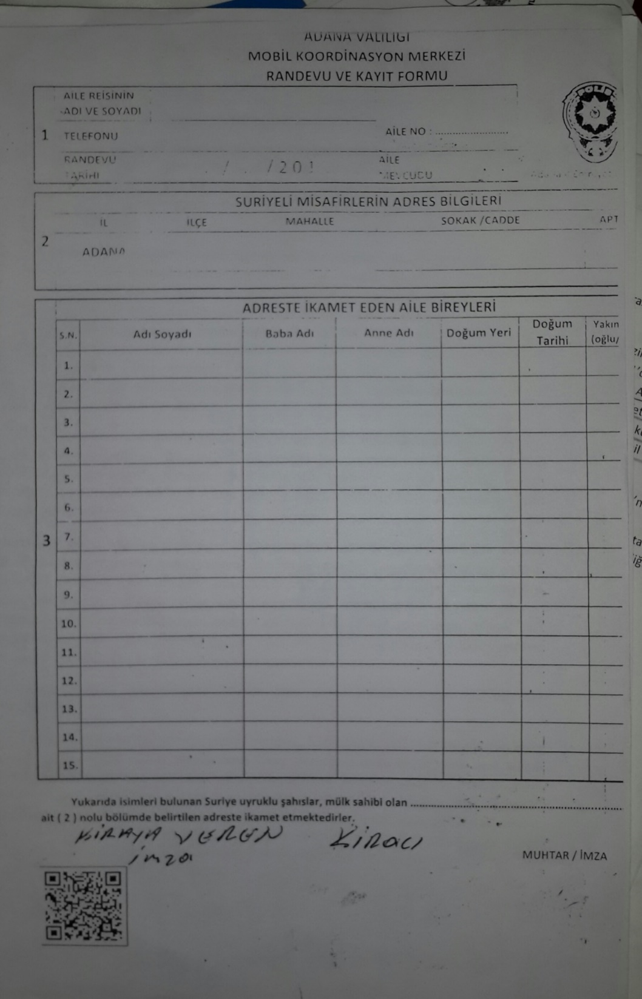 ADANA VALİLİĞİ
MOBİL KOORDİNASYON MERKEZİ
RANDEVU VE KAYIT FORMU
POLİS
AİLE REİSİNİN
ADI VE SOYADI
1 TELEFONU AİLE NO : ........................
RANDEVU AİLE
TARİHİ / /201 MEVCUDU
SURİYELİ MİSAFİRLERİN ADRES BİLGİLERİ
İL İLÇE MAHALLE SOKAK /CADDE APT
2 ADANA
ADRESTE İKAMET EDEN AİLE BİREYLERİ
S.N. Adı Soyadı Baba Adı Anne Adı Doğum Yeri Doğum Tarihi Yakın (oğlu/
1.
2.
3.
4.
5.
6.
3 7.
8.
9.
10.
11.
12.
13.
14.
15.
Yukarıda isimleri bulunan Suriye uyruklu şahıslar, mülk sahibi olan ........................
ait ( 2 ) nolu bölümde belirtilen adreste ikamet etmektedirler.
KİRAYA VEREN KİRACI
imza
MUHTAR / İMZA